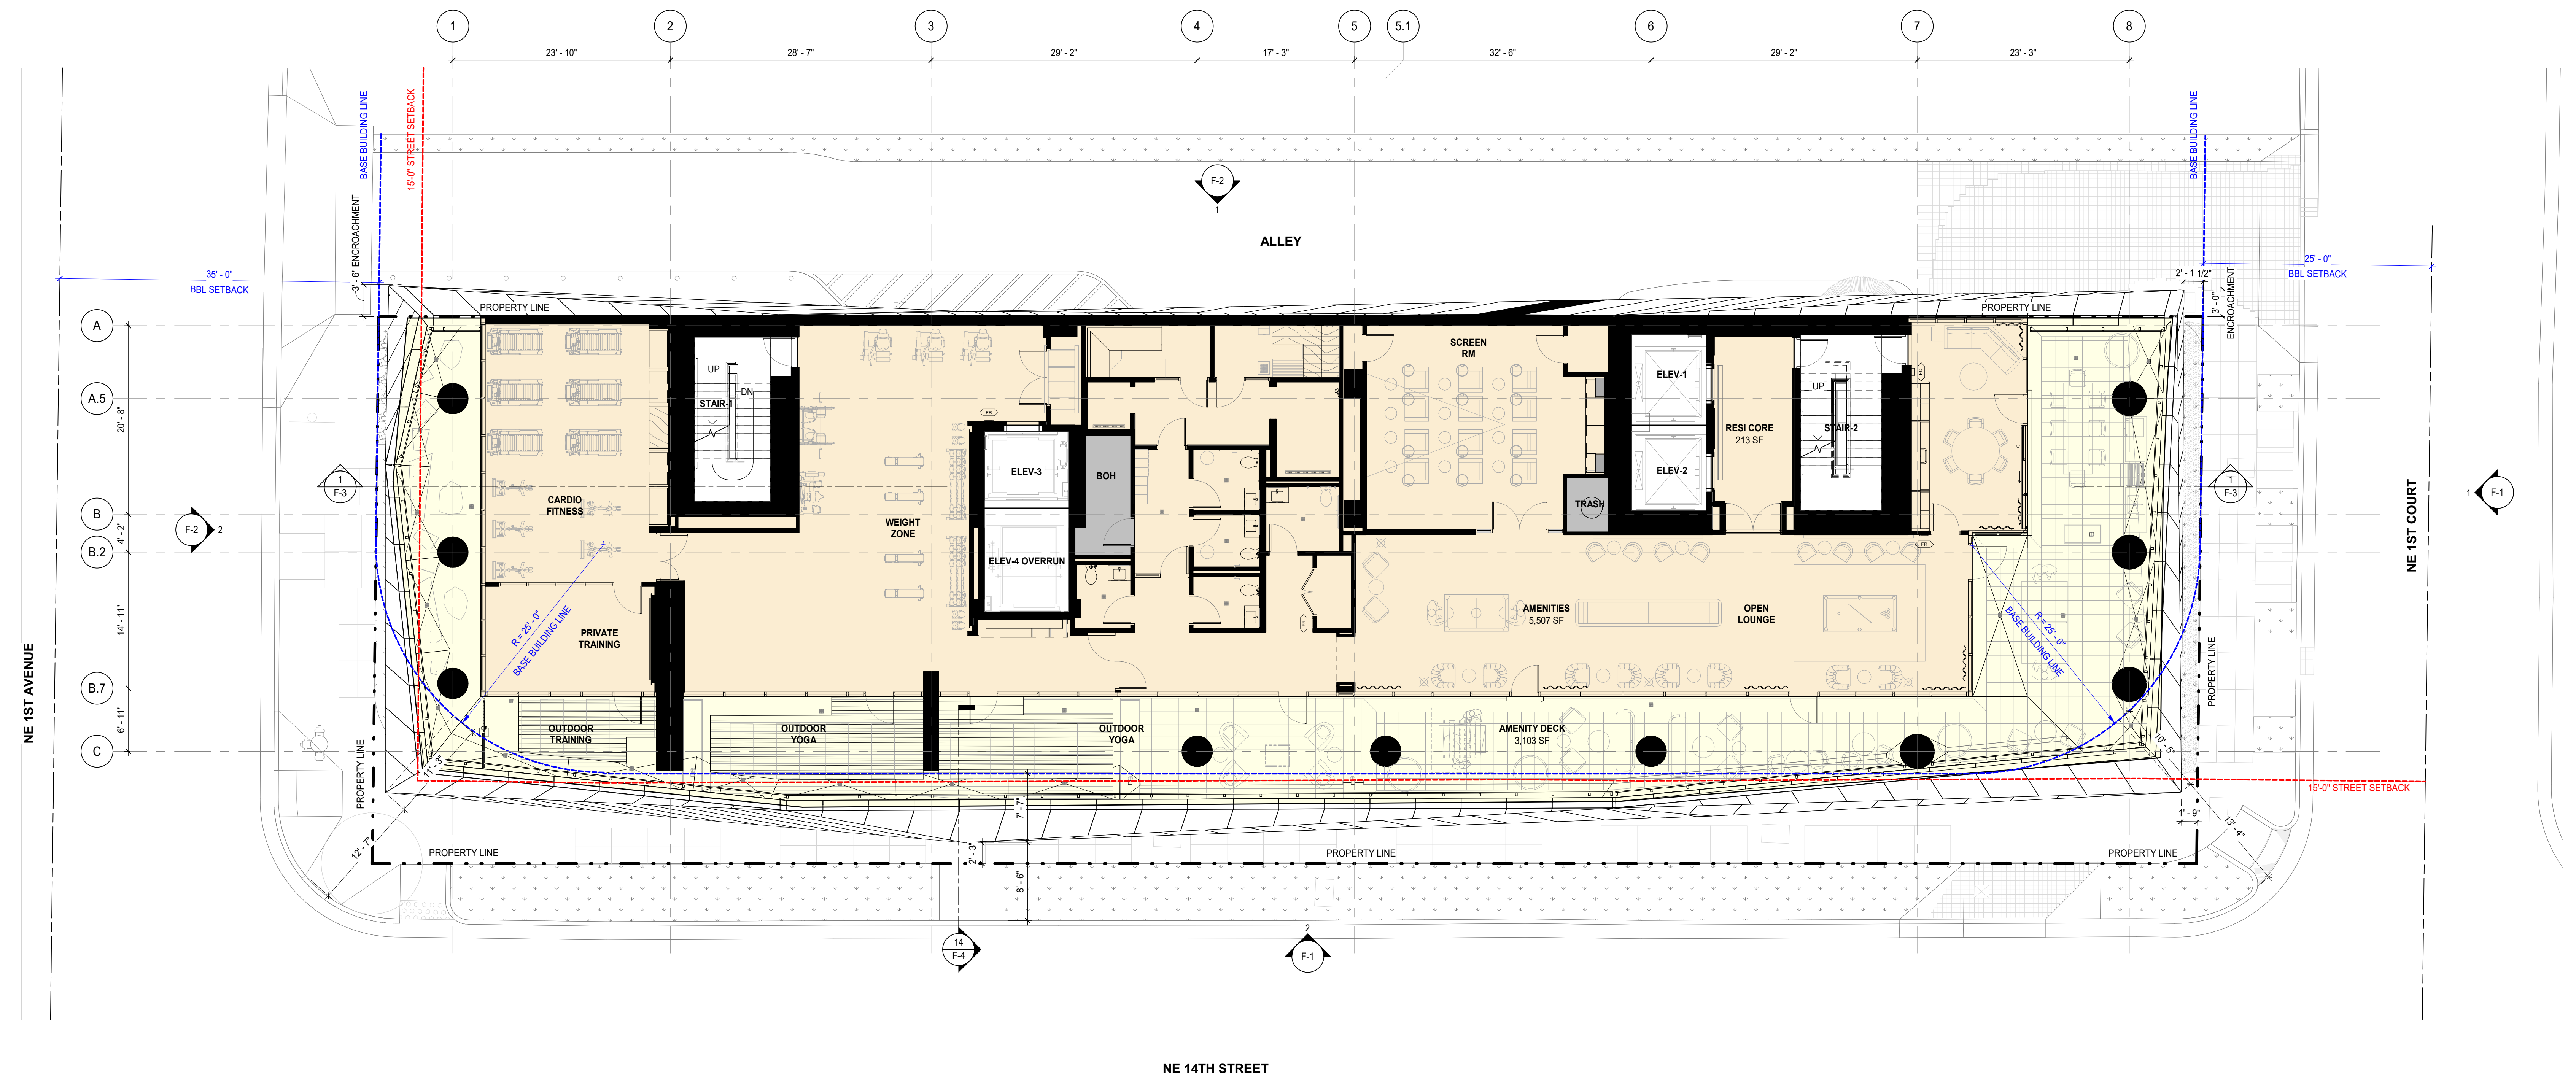 1
2
3
4
5
5.1
6
7
8
23' - 10"
28' - 7"
29' - 2"
17' - 3"
32' - 6"
29' - 2"
23' - 3"
BASE BUILDING LINE
15'-0" STREET SETBACK
BASE BUILDING LINE
F-2
1
ALLEY
3' - 6" ENCROACHMENT
35' - 0"
BBL SETBACK
25' - 0"
BBL SETBACK
2' - 1 1/2"
3' - 0"
ENCROACHMENT
PROPERTY LINE
PROPERTY LINE
A
A.5
B
B.2
B.7
C
20' - 8"
4' - 2"
14' - 11"
6' - 11"
UP
DN
STAIR-1
SCREEN
RM
ELEV-1
ELEV-2
RESI CORE
213 SF
UP
STAIR-2
FR
FC
ELEV-3
BOH
TRASH
1
F-3
1
F-3
F-2
2
1
F-1
CARDIO
FITNESS
WEIGHT
ZONE
ELEV-4 OVERRUN
FR
FR
NE 1ST AVENUE
NE 1ST COURT
R = 25' - 0"
BASE BUILDING LINE
PRIVATE
TRAINING
AMENITIES
5,507 SF
OPEN
LOUNGE
R = 25' - 0"
BASE BUILDING LINE
PROPERTY LINE
OUTDOOR
TRAINING
OUTDOOR
YOGA
OUTDOOR
YOGA
AMENITY DECK
3,103 SF
10' - 5"
11' - 3"
PROPERTY LINE
15'-0" STREET SETBACK
7' - 7"
1' - 9"
13' - 4"
12' - 7"
PROPERTY LINE
2' - 3"
PROPERTY LINE
PROPERTY LINE
8' - 6"
14
F-4
2
F-1
NE 14TH STREET